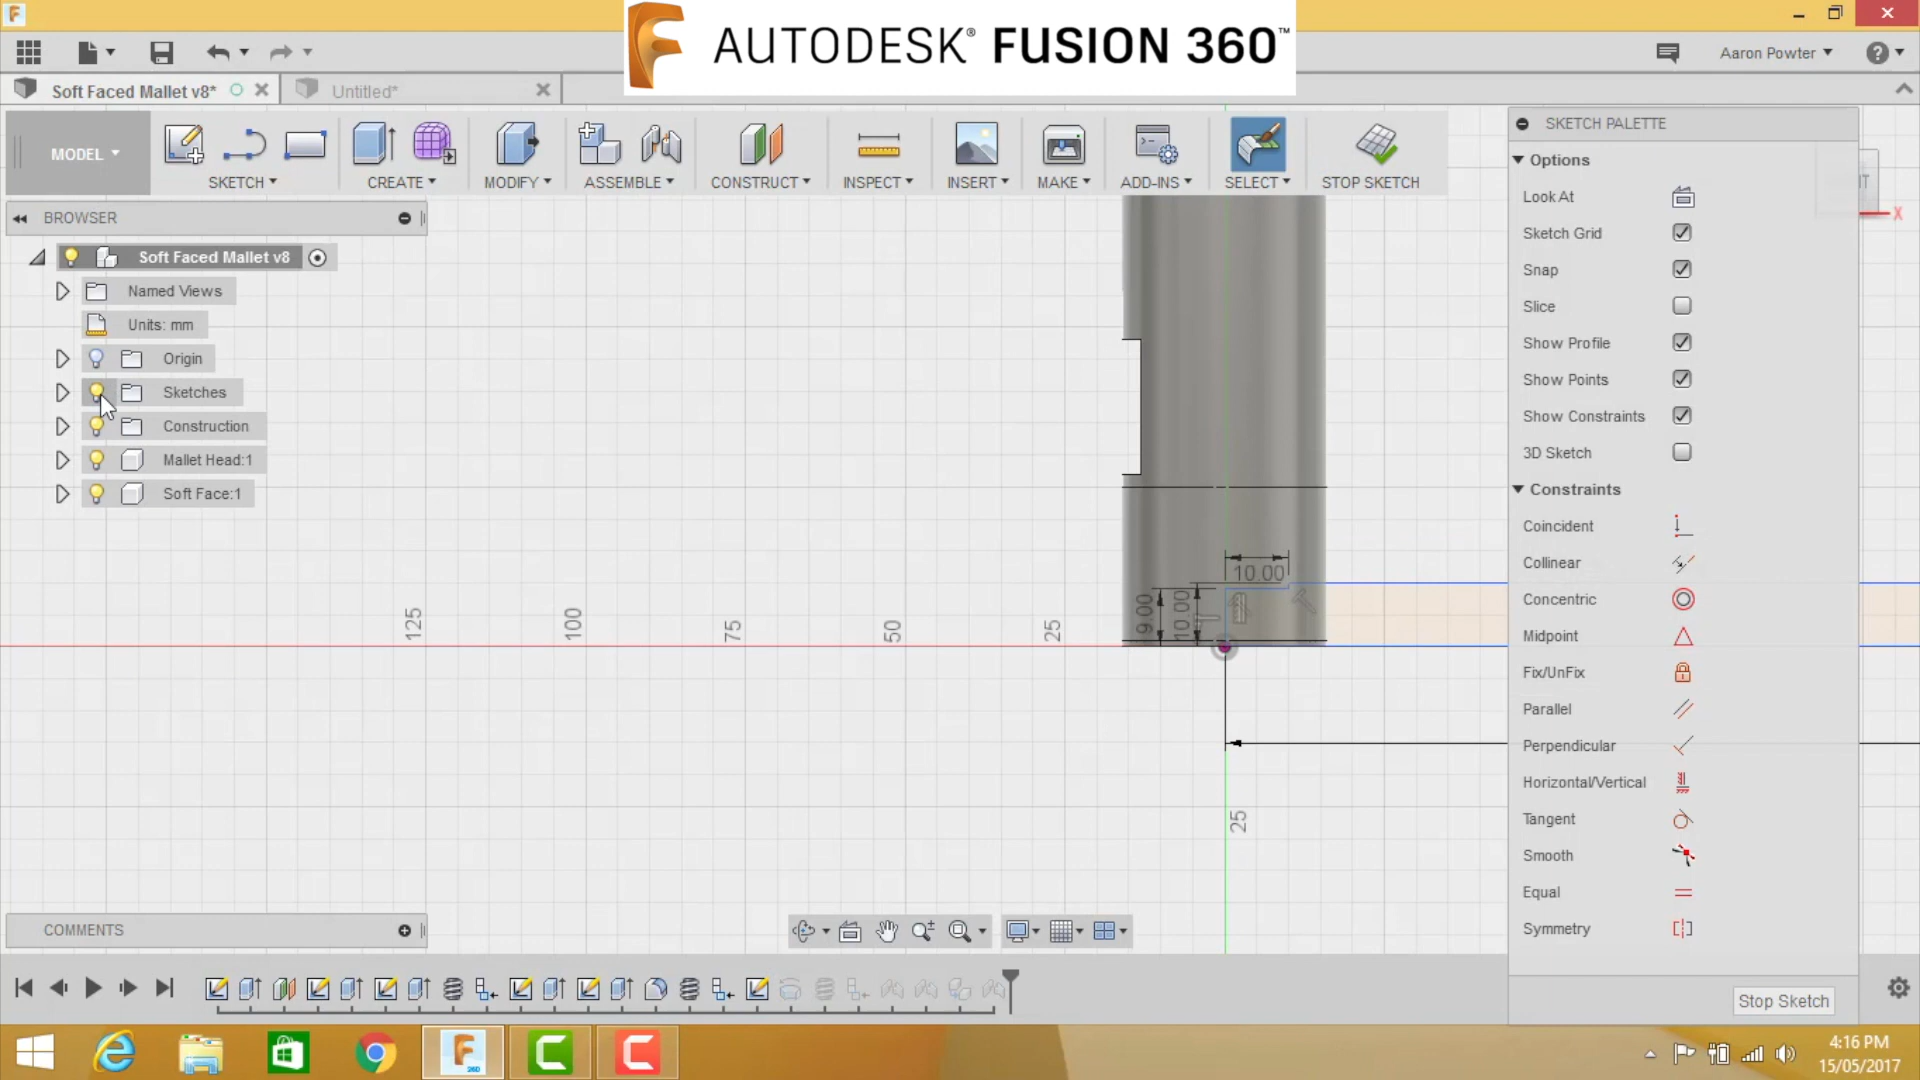 AUTODESK® FUSION 360™
Aaron Powter
Soft Faced Mallet v8*
Untitled*
MODEL
SKETCH
CREATE
MODIFY
ASSEMBLE
CONSTRUCT
INSPECT
INSERT
MAKE
ADD-INS
SELECT
STOP SKETCH
BROWSER
Soft Faced Mallet v8
Named Views
Units: mm
Origin
Sketches
Construction
Mallet Head:1
Soft Face:1
125
100
75
50
25
10.00
9.00
10.00
25
SKETCH PALETTE
X
Options
Look At
Sketch Grid
Snap
Slice
Show Profile
Show Points
Show Constraints
3D Sketch
Constraints
Coincident
Collinear
Concentric
Midpoint
Fix/UnFix
Parallel
Perpendicular
Horizontal/Vertical
Tangent
Smooth
Equal
Symmetry
Stop Sketch
COMMENTS
4:16 PM
15/05/2017